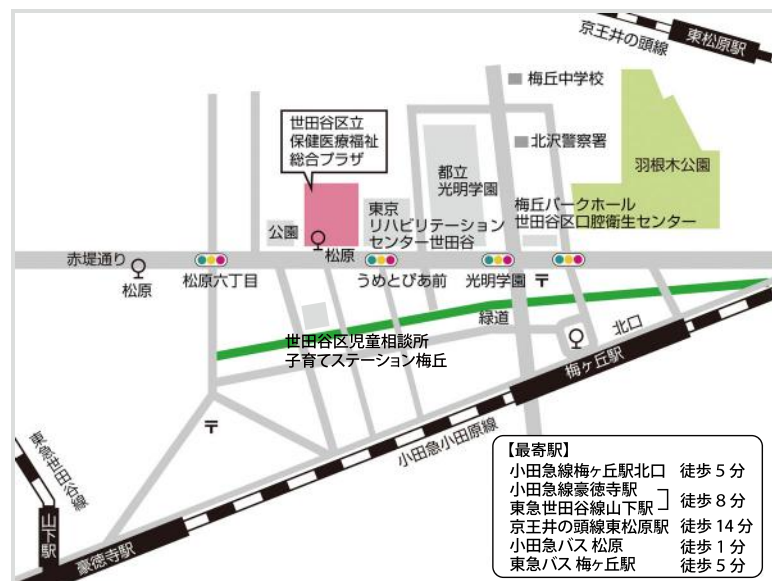 京王井の頭線
東松原駅
梅丘中学校
世田谷区立
保健医療福祉
総合プラザ
北沢警察署
羽根木公園
都立
光明学園
梅丘パークホール
世田谷区口腔衛生センター
東京
リハビリテーション
センター世田谷
公園
松原
赤堤通り
松原
松原六丁目
うめとぴあ前
光明学園
〒
緑道
北口
世田谷区児童相談所
子育てステーション梅丘
梅ヶ丘駅
〒
小田急小田原線
東急世田谷線
山下駅
豪徳寺駅
【最寄駅】
小田急線梅ヶ丘駅北口 徒歩5分
小田急線豪徳寺駅
東急世田谷線山下駅 徒歩8分
京王井の頭線東松原駅 徒歩14分
小田急バス 松原 徒歩1分
東急バス 梅ヶ丘駅 徒歩5分